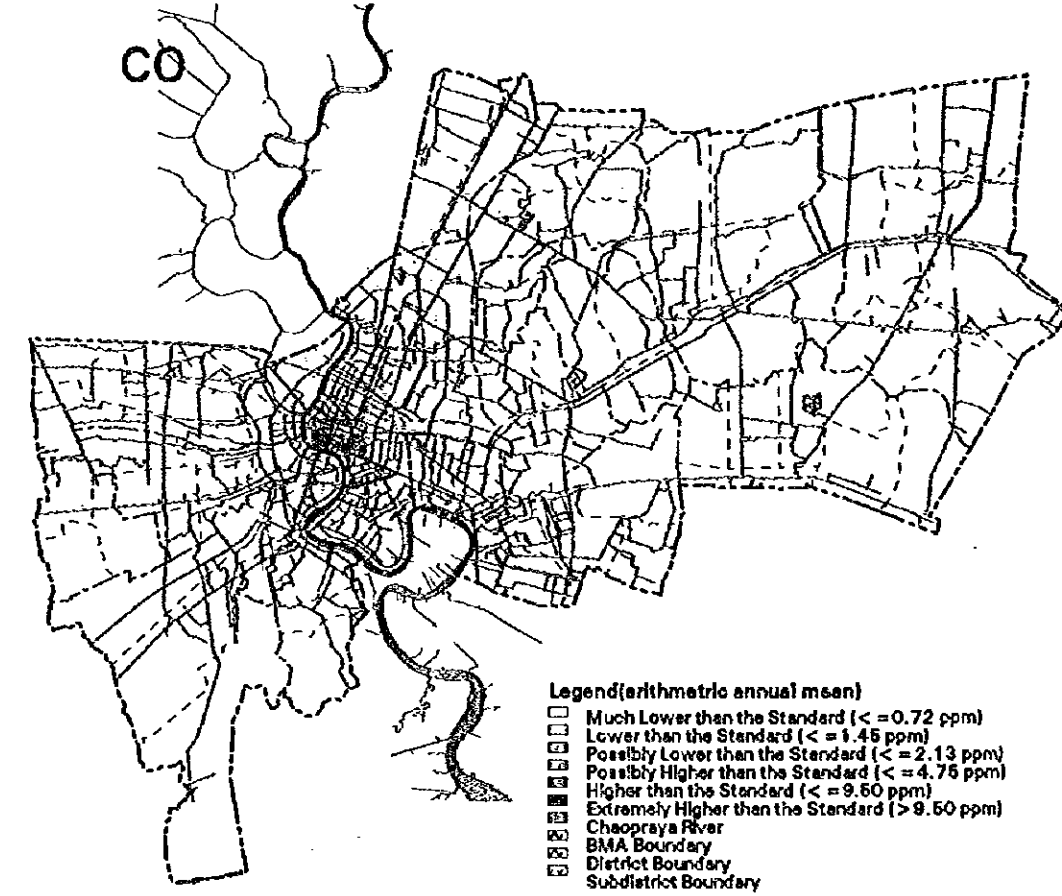 CO
Legend(arithmetric annual mean)
Much Lower than the Standard (< =0.72 ppm)
Lower than the Standard (< = 1.45 ppm)
Possibly Lower than the Standard (< = 2.13 ppm)
Possibly Higher than the Standard (< = 4.75 ppm)
Higher than the Standard (< = 9.50 ppm)
Extremely Higher than the Standard (> 9.50 ppm)
Chaopraya River
BMA Boundary
District Boundary
Subdistrict Boundary